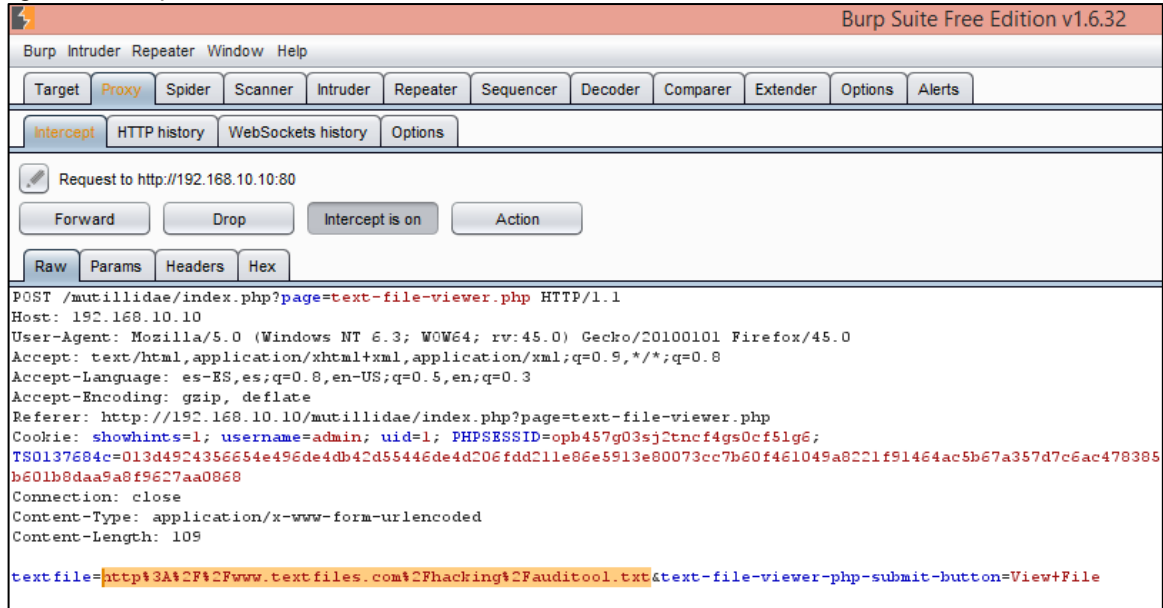 Burp Suite Free Edition v1.6.32
Burp Intruder Repeater Window Help
Target Proxy Spider Scanner Intruder Repeater Sequencer Decoder Comparer Extender Options Alerts
Intercept HTTP history WebSockets history Options
Request to http://192.168.10.10:80
Forward Drop Intercept is on Action
Raw Params Headers Hex
POST /mutillidae/index.php?page=text-file-viewer.php HTTP/1.1
Host: 192.168.10.10
User-Agent: Mozilla/5.0 (Windows NT 6.3; WOW64; rv:45.0) Gecko/20100101 Firefox/45.0
Accept: text/html,application/xhtml+xml,application/xml;q=0.9,*/*;q=0.8
Accept-Language: es-ES,es;q=0.8,en-US;q=0.5,en;q=0.3
Accept-Encoding: gzip, deflate
Referer: http://192.168.10.10/mutillidae/index.php?page=text-file-viewer.php
Cookie: showhints=1; username=admin; uid=1; PHPSESSID=opb457g03sj2tncf4gs0cf51g6;
TS0137684c=013d4924356654e496de4db42d55446de4d206fdd211e86e5913e80073cc7b60f461049a8221f91464ac5b67a357d7c6ac478385
b601b8daa9a8f9627aa0868
Connection: close
Content-Type: application/x-www-form-urlencoded
Content-Length: 109
textfile=http%3A%2F%2Fwww.textfiles.com%2Fhacking%2Fauditool.txt&text-file-viewer-php-submit-button=View+File